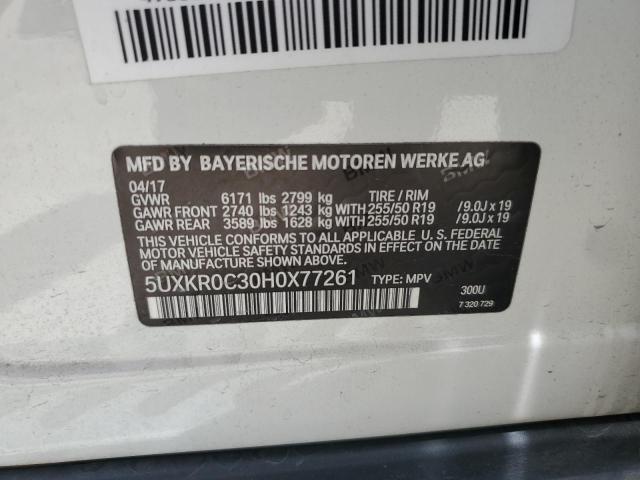 MFD BY BAYERISCHE MOTOREN WERKE AG
04/17
GVWR 6171 lbs 2799 kg TIRE / RIM
GAWR FRONT 2740 lbs 1243 kg WITH 255/50 R19 /9.0J x 19
GAWR REAR 3589 lbs 1628 kg WITH 255/50 R19 /9.0J x 19
THIS VEHICLE CONFORMS TO ALL APPLICABLE U. S. FEDERAL
MOTOR VEHICLE SAFETY STANDARDS IN EFFECT ON THE DATE OF
MANUFACTURE SHOWN ABOVE.
5UXKR0C30H0X77261 TYPE: MPV
300U
7 320 729